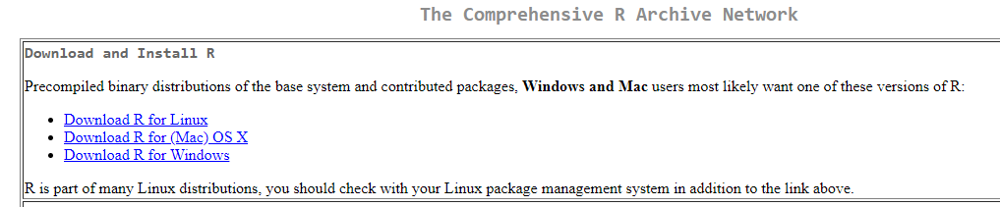 The Comprehensive R Archive Network
Download and Install R
Precompiled binary distributions of the base system and contributed packages, Windows and Mac users most likely want one of these versions of R:
Download R for Linux
Download R for (Mac) OS X
Download R for Windows
R is part of many Linux distributions, you should check with your Linux package management system in addition to the link above.